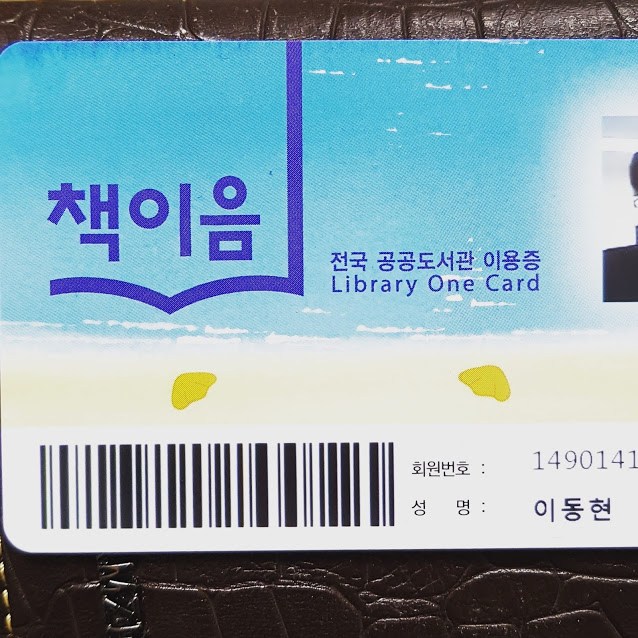 책이음
전국 공공도서관 이용증
Library One Card
회원번호 : 1490141
성 명 : 이동현